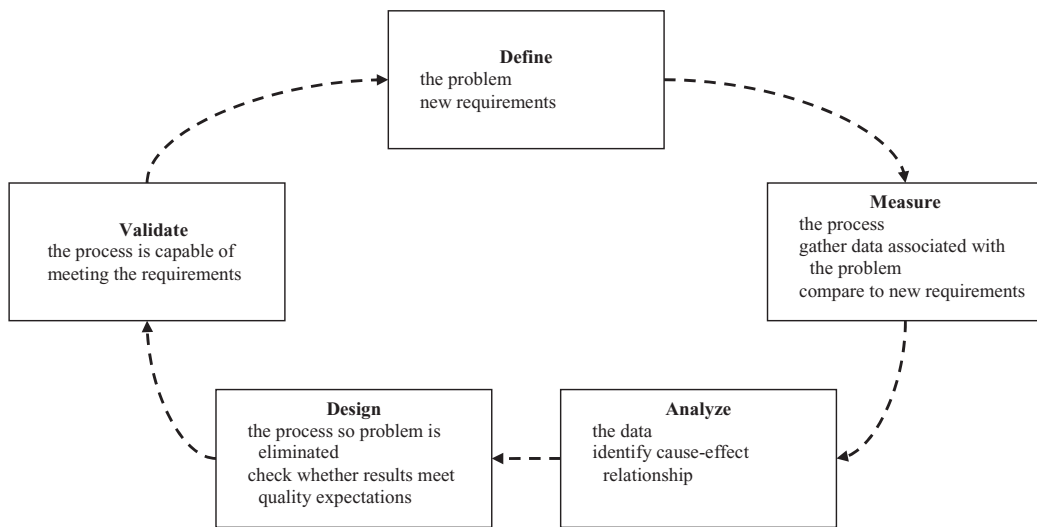 Define
the problem
new requirements
Measure
the process
gather data associated with
the problem
compare to new requirements
Analyze
the data
identify cause-effect
relationship
Design
the process so problem is
eliminated
check whether results meet
quality expectations
Validate
the process is capable of
meeting the requirements